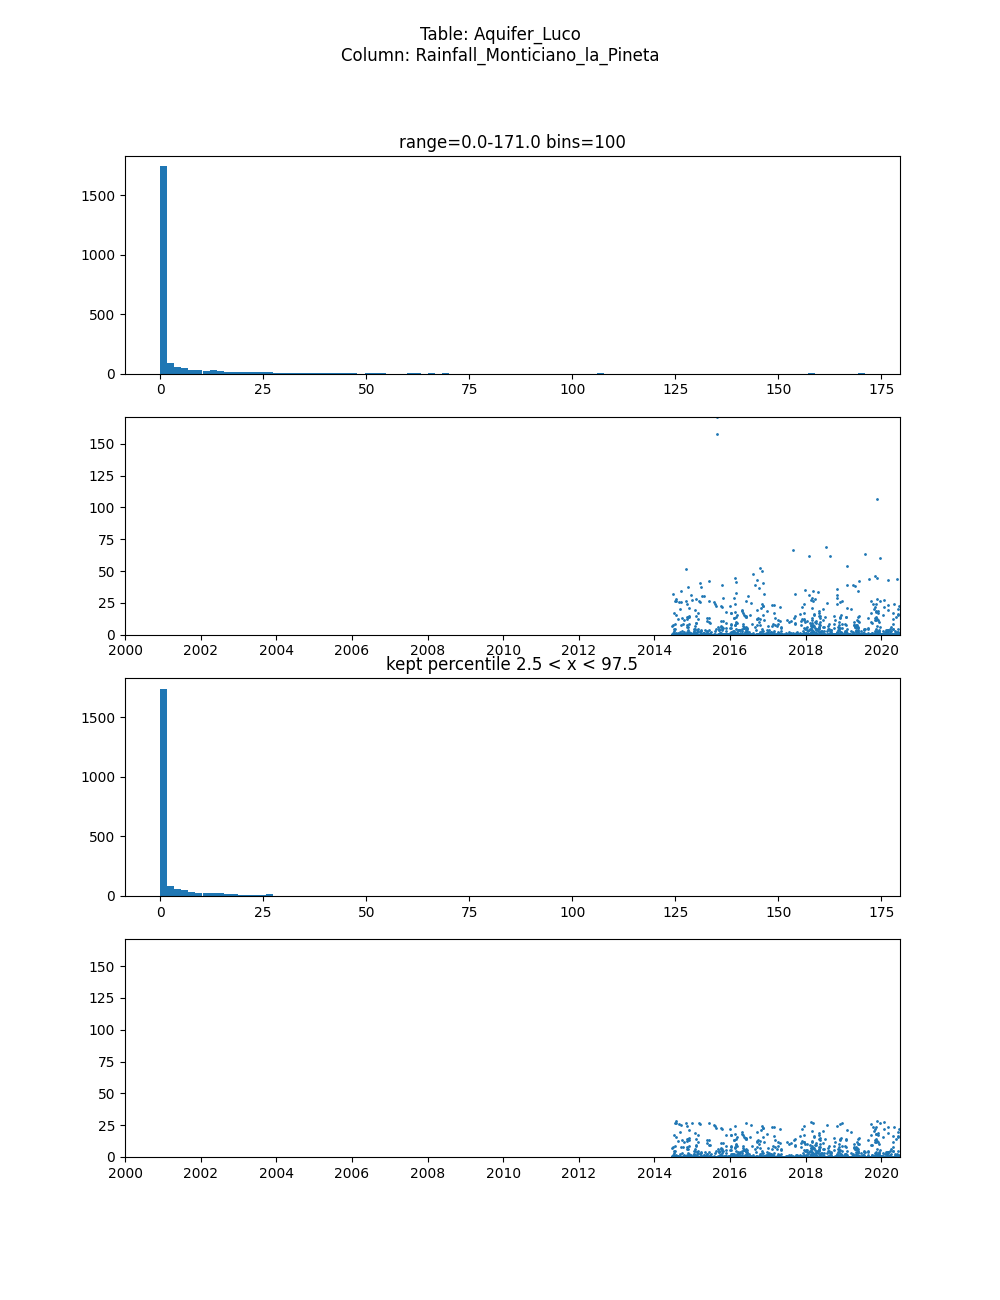 Table: Aquifer_Luco
Column: Rainfall_Monticiano_la_Pineta
range=0.0-171.0 bins=100
1500
1000
500
0
0 25 50 75 100 125 150 175
150
125
100
75
50
25
0
2000 2002 2004 2006 2008 2010 2012 2014 2016 2018 2020
kept percentile 2.5 < x < 97.5
1500
1000
500
0
0 25 50 75 100 125 150 175
150
125
100
75
50
25
0
2000 2002 2004 2006 2008 2010 2012 2014 2016 2018 2020